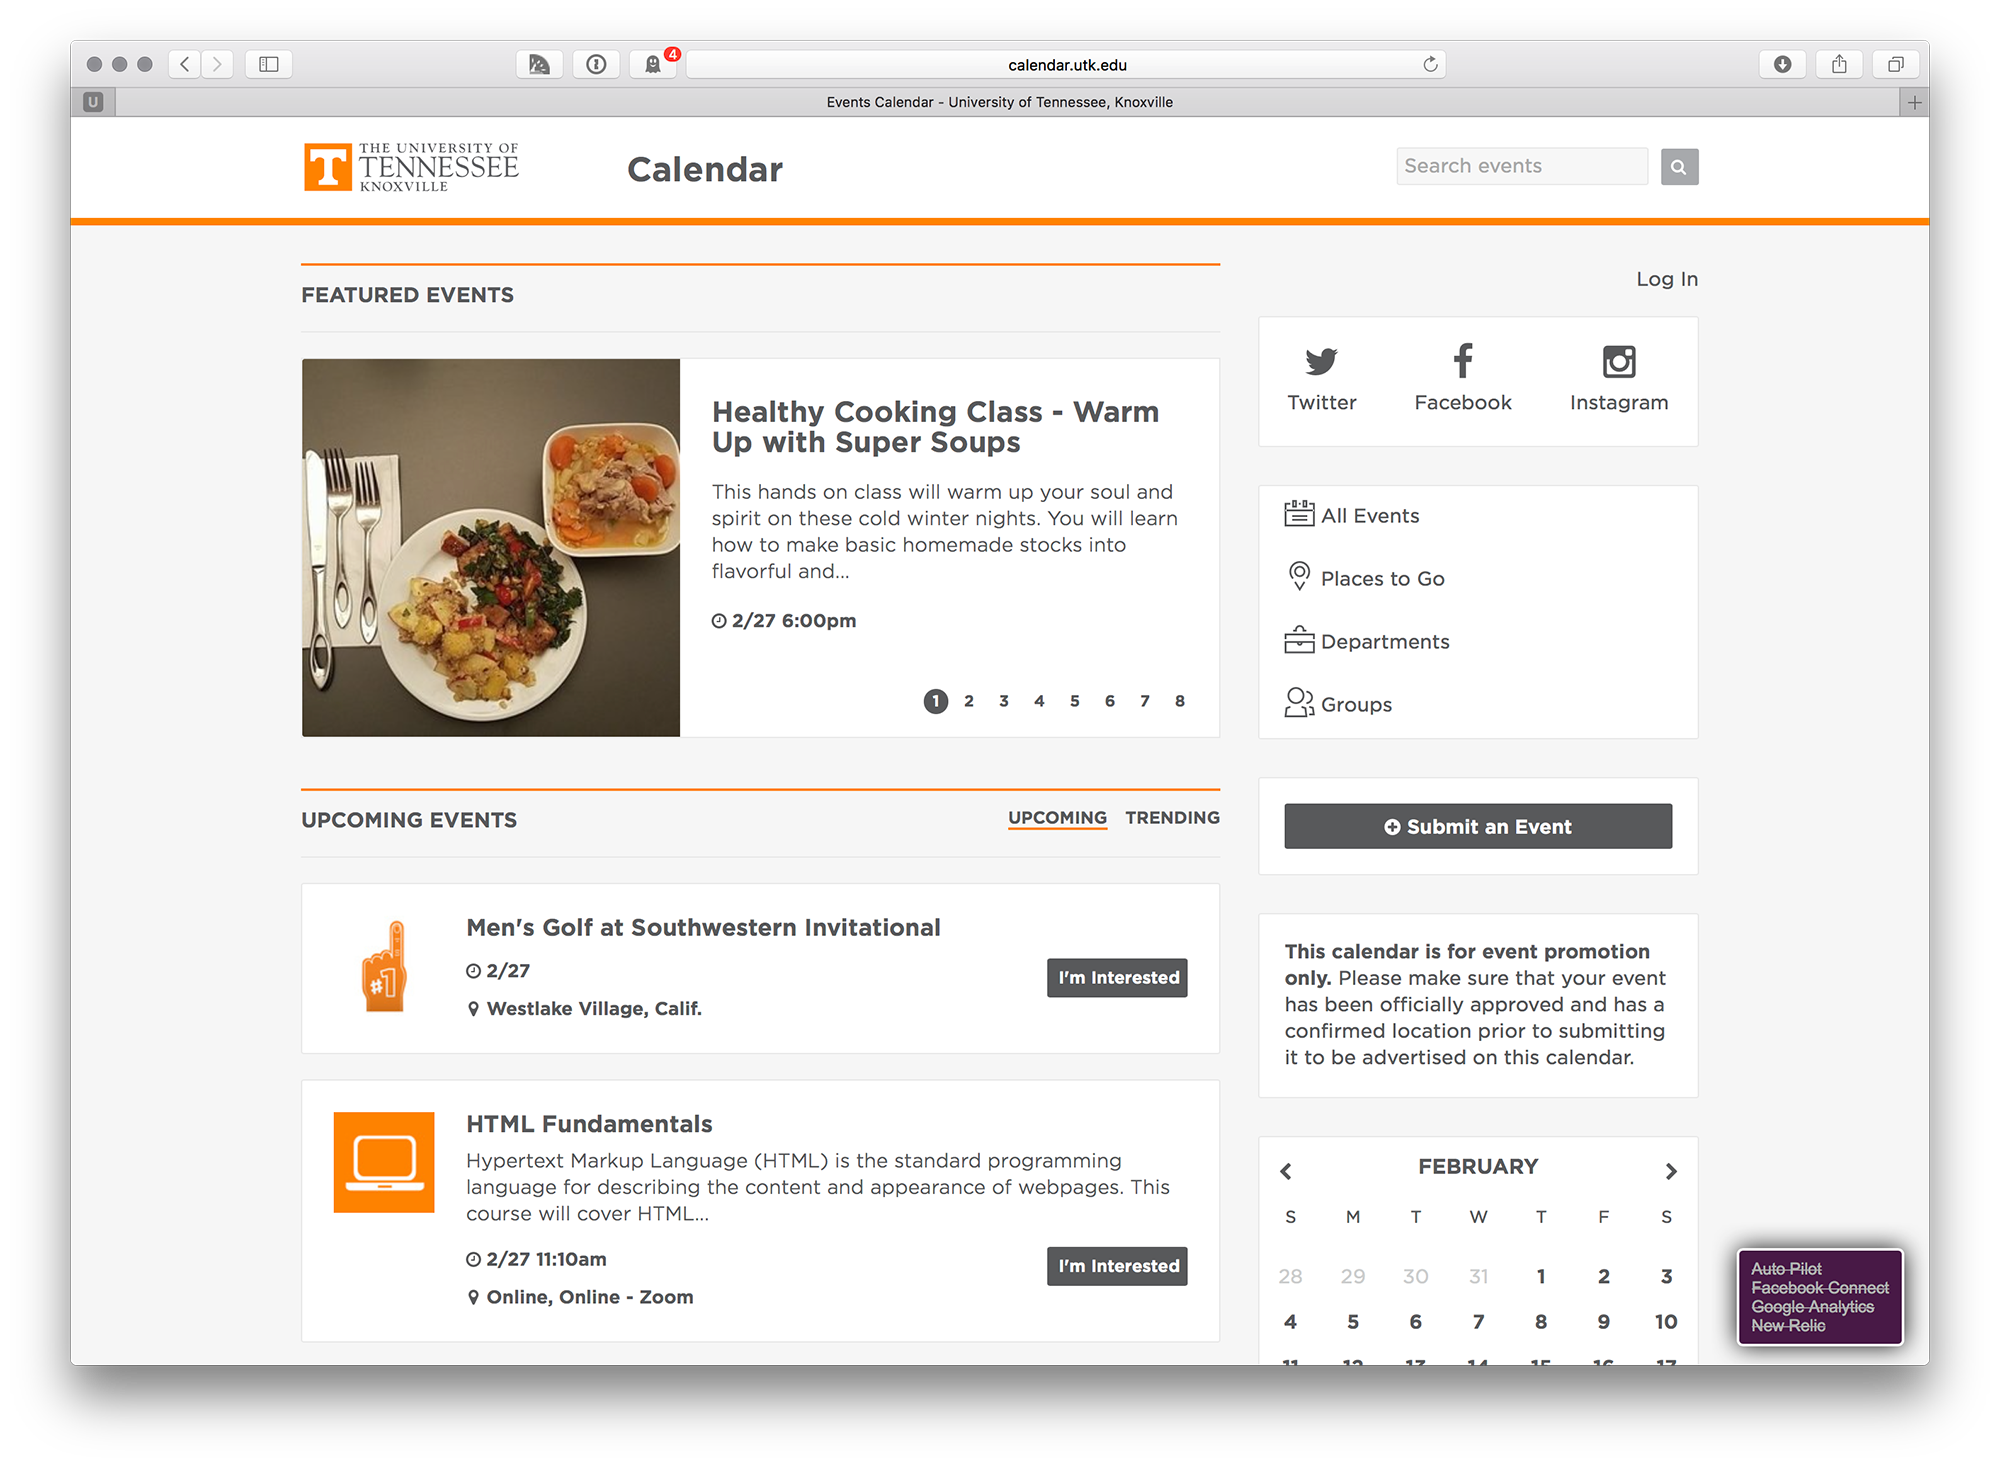 4
calendar.utk.edu
U
Events Calendar - University of Tennessee, Knoxville
T THE UNIVERSITY OF
TENNESSEE
KNOXVILLE
Calendar
Search events
Log In
FEATURED EVENTS
Healthy Cooking Class - Warm
Up with Super Soups
This hands on class will warm up your soul and
spirit on these cold winter nights. You will learn
how to make basic homemade stocks into
flavorful and...
2/27 6:00pm
1 2 3 4 5 6 7 8
Twitter Facebook Instagram
All Events
Places to Go
Departments
Groups
Submit an Event
This calendar is for event promotion
only. Please make sure that your event
has been officially approved and has a
confirmed location prior to submitting
it to be advertised on this calendar.
UPCOMING EVENTS UPCOMING TRENDING
#1
Men's Golf at Southwestern Invitational
2/27
Westlake Village, Calif.
I'm Interested
HTML Fundamentals
Hypertext Markup Language (HTML) is the standard programming
language for describing the content and appearance of webpages. This
course will cover HTML...
2/27 11:10am
Online, Online - Zoom
I'm Interested
FEBRUARY
S M T W T F S
28 29 30 31 1 2 3
4 5 6 7 8 9 10
11 12 13 14 15 16 17
Auto Pilot
Facebook Connect
Google Analytics
New Relic